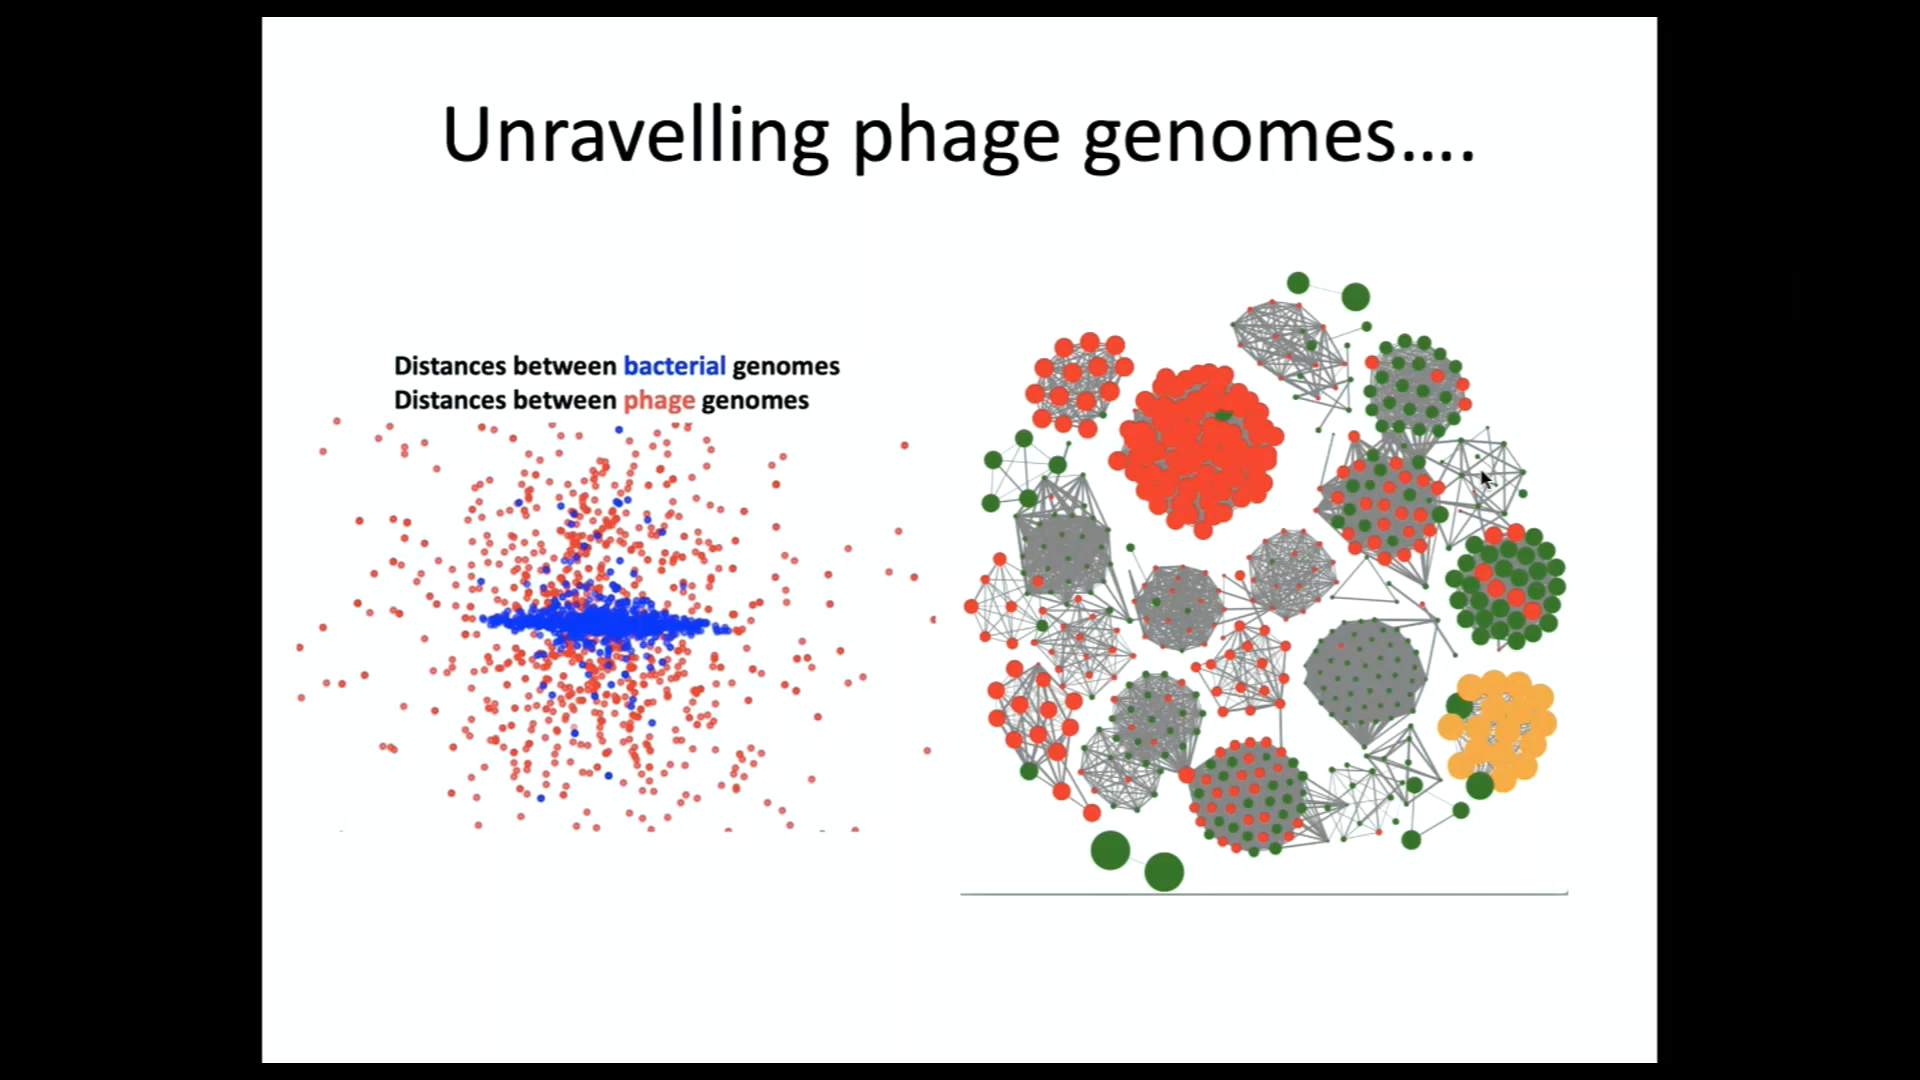 Unravelling phage genomes....
Distances between bacterial genomes
Distances between phage genomes